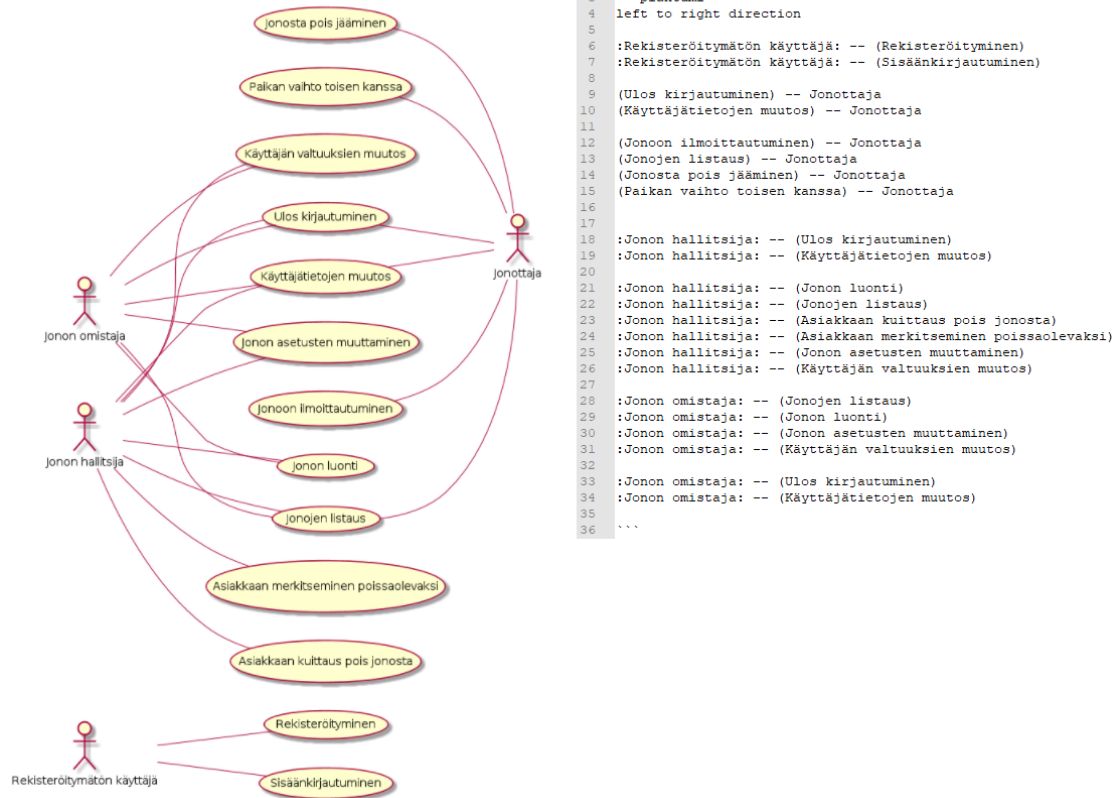 Jonosta pois jääminen
Paikan vaihto toisen kanssa
Käyttäjän valtuuksien muutos
Ulos kirjautuminen
Jonottaja
Käyttäjätietojen muutos
Jonon omistaja
Jonon asetusten muuttaminen
Jonoon ilmoittautuminen
Jonon hallitsija
Jonon luonti
Jonojen listaus
Asiakkaan merkitseminen poissaolevaksi
Asiakkaan kuittaus pois jonosta
Rekisteröityminen
Rekisteröitymätön käyttäjä
Sisäänkirjautuminen
4 left to right direction
5
6 :Rekisteröitymätön käyttäjä: -- (Rekisteröityminen)
7 :Rekisteröitymätön käyttäjä: -- (Sisäänkirjautuminen)
8
9 (Ulos kirjautuminen) -- Jonottaja
10 (Käyttäjätietojen muutos) -- Jonottaja
11
12 (Jonoon ilmoittautuminen) -- Jonottaja
13 (Jonojen listaus) -- Jonottaja
14 (Jonosta pois jääminen) -- Jonottaja
15 (Paikan vaihto toisen kanssa) -- Jonottaja
16
17
18 :Jonon hallitsija: -- (Ulos kirjautuminen)
19 :Jonon hallitsija: -- (Käyttäjätietojen muutos)
20
21 :Jonon hallitsija: -- (Jonon luonti)
22 :Jonon hallitsija: -- (Jonojen listaus)
23 :Jonon hallitsija: -- (Asiakkaan kuittaus pois jonosta)
24 :Jonon hallitsija: -- (Asiakkaan merkitseminen poissaolevaksi)
25 :Jonon hallitsija: -- (Jonon asetusten muuttaminen)
26 :Jonon hallitsija: -- (Käyttäjän valtuuksien muutos)
27
28 :Jonon omistaja: -- (Jonojen listaus)
29 :Jonon omistaja: -- (Jonon luonti)
30 :Jonon omistaja: -- (Jonon asetusten muuttaminen)
31 :Jonon omistaja: -- (Käyttäjän valtuuksien muutos)
32
33 :Jonon omistaja: -- (Ulos kirjautuminen)
34 :Jonon omistaja: -- (Käyttäjätietojen muutos)
35
36 ```